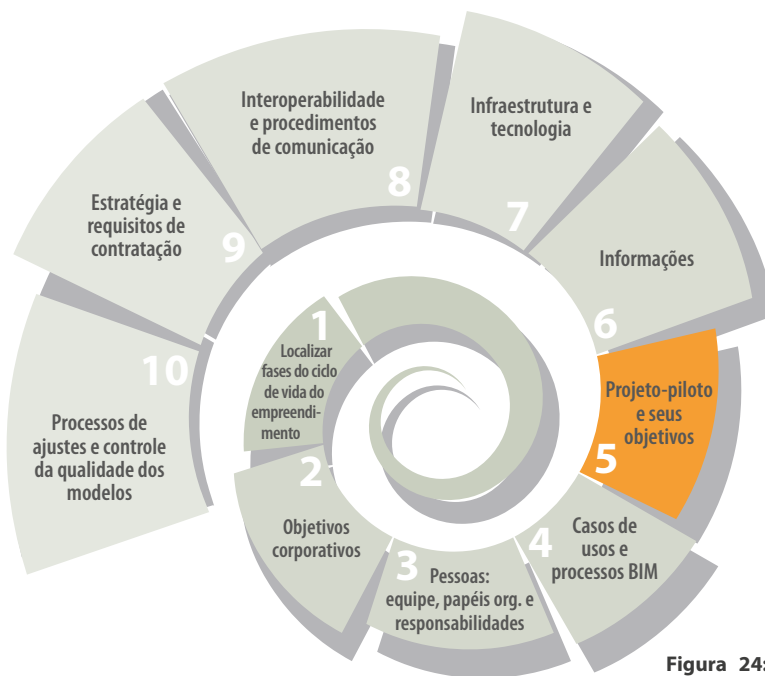 1
Localizar
fases do ciclo
de vida do
empreendi-
mento
2
Objetivos
corporativos
3
Pessoas:
equipe, papéis org. e
responsabilidades
4
Casos de
usos e
processos BIM
5
Projeto-piloto
e seus
objetivos
6
Informações
7
Infraestrutura e
tecnologia
8
Interoperabilidade
e procedimentos
de comunicação
9
Estratégia e
requisitos de
contratação
10
Processos de
ajustes e controle
da qualidade dos
modelos
Figura 24: